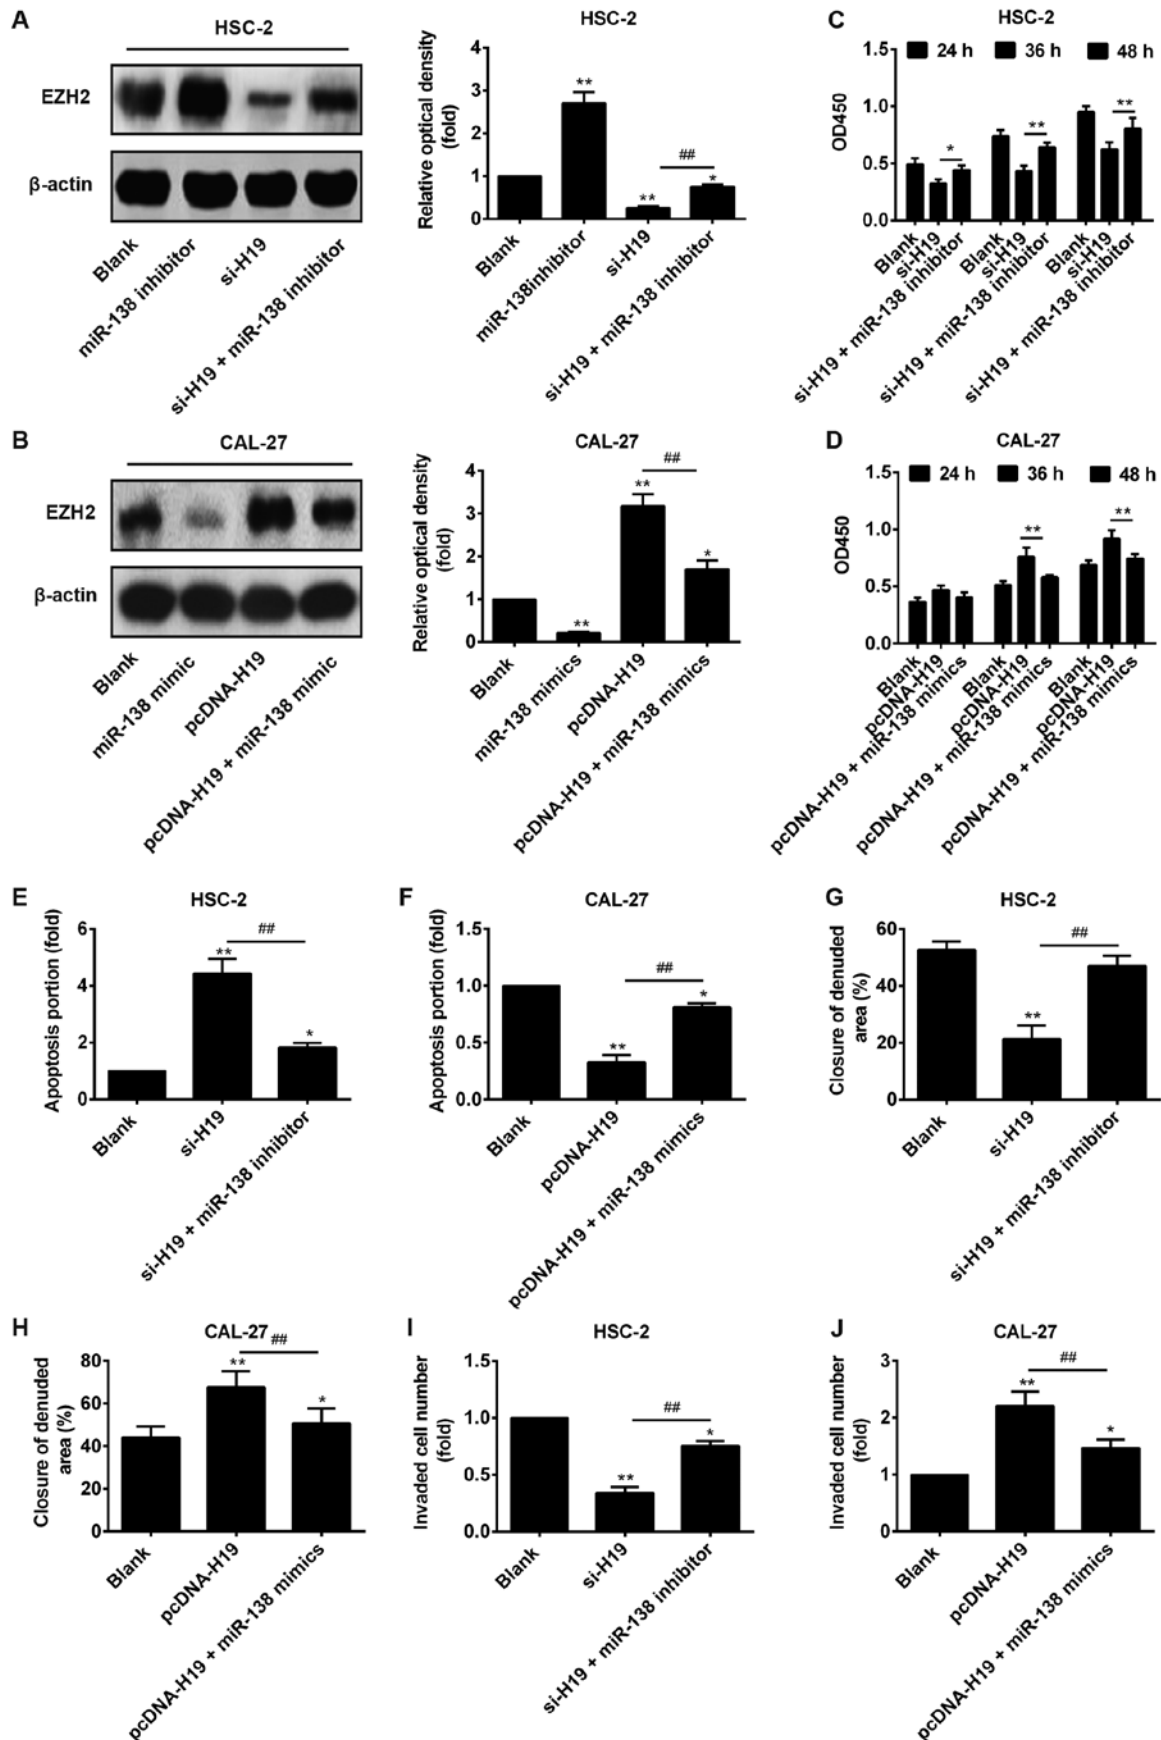 A
HSC-2
EZH2
β-actin
Blank
miR-138 inhibitor
si-H19
si-H19 + miR-138 inhibitor
HSC-2
Relative optical density
(fold)
4
3
2
1
0
**
**
##
*
Blank
miR-138inhibitor
si-H19
si-H19 + miR-138 inhibitor
C
HSC-2
24 h 36 h 48 h
OD450
1.5
1.0
0.5
0.0
*
**
**
Blank
si-H19
si-H19 + miR-138 inhibitor
Blank
si-H19
si-H19 + miR-138 inhibitor
Blank
si-H19
si-H19 + miR-138 inhibitor
B
CAL-27
EZH2
β-actin
Blank
miR-138 mimic
pcDNA-H19
pcDNA-H19 + miR-138 mimic
CAL-27
Relative optical density
(fold)
4
3
2
1
0
**
**
##
*
Blank
miR-138 mimics
pcDNA-H19
pcDNA-H19 + miR-138 mimics
D
CAL-27
24 h 36 h 48 h
OD450
1.5
1.0
0.5
0.0
**
**
Blank
pcDNA-H19
pcDNA-H19 + miR-138 mimics
Blank
pcDNA-H19
pcDNA-H19 + miR-138 mimics
Blank
pcDNA-H19
pcDNA-H19 + miR-138 mimics
E
HSC-2
Apoptosis portion (fold)
6
4
2
0
**
##
*
Blank
si-H19
si-H19 + miR-138 inhibitor
F
CAL-27
Apoptosis portion (fold)
1.5
1.0
0.5
0.0
**
##
*
Blank
pcDNA-H19
pcDNA-H19 + miR-138 mimics
G
HSC-2
Closure of denuded
area (%)
60
40
20
0
**
##
Blank
si-H19
si-H19 + miR-138 inhibitor
H
CAL-27
Closure of denuded
area (%)
80
60
40
20
0
**
##
*
Blank
pcDNA-H19
pcDNA-H19 + miR-138 mimics
I
HSC-2
Invaded cell number
(fold)
1.5
1.0
0.5
0.0
**
##
*
Blank
si-H19
si-H19 + miR-138 inhibitor
J
CAL-27
Invaded cell number
(fold)
3
2
1
0
**
##
*
Blank
pcDNA-H19
pcDNA-H19 + miR-138 mimics